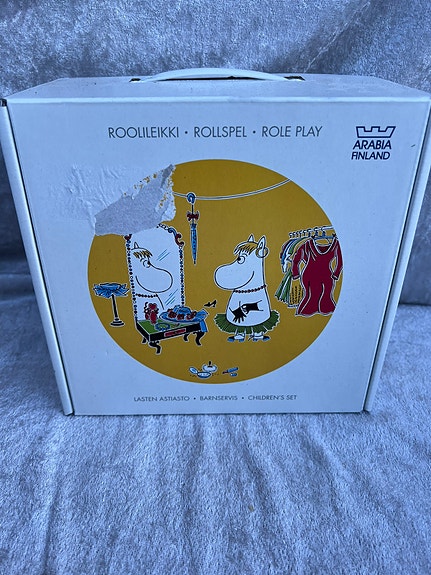 ROOLILEIKKI • ROLLSPEL • ROLE PLAY
ARABIA
FINLAND
LASTEN ASTIASTO • BARNSERVIS • CHILDREN'S SET